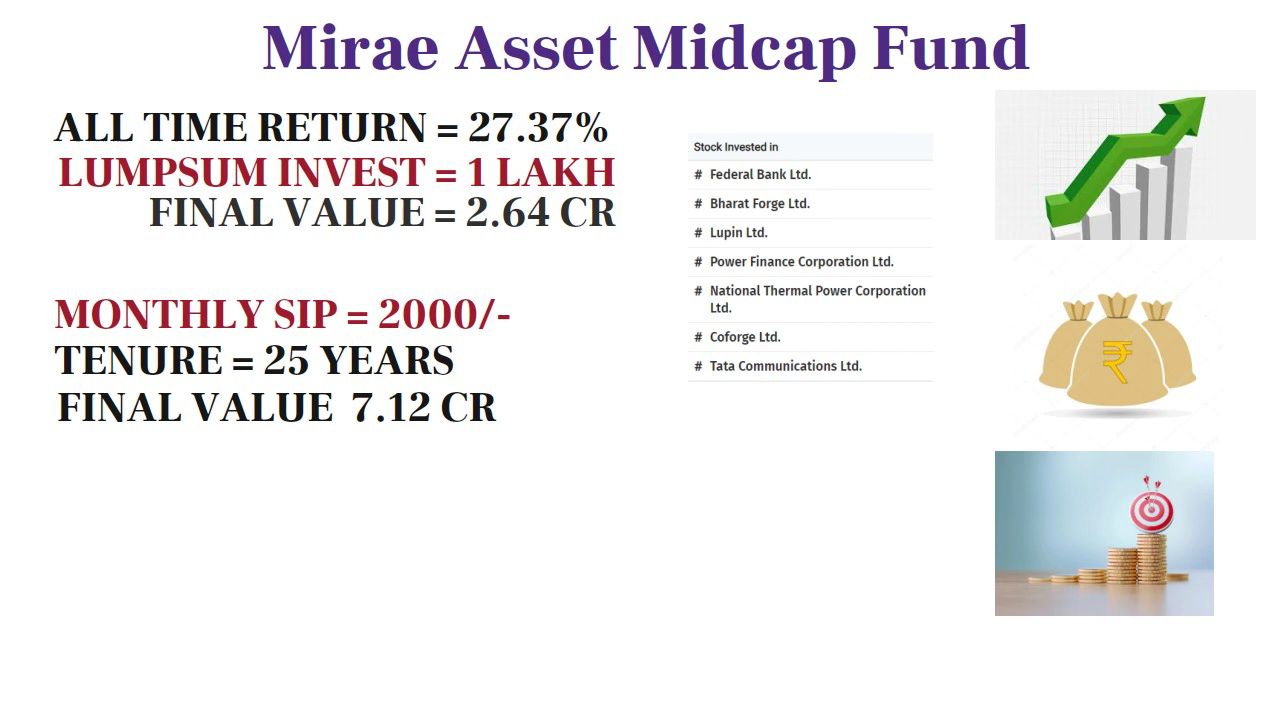 Mirae Asset Midcap Fund
ALL TIME RETURN = 27.37%
LUMPSUM INVEST = 1 LAKH
FINAL VALUE = 2.64 CR
MONTHLY SIP = 2000/-
TENURE = 25 YEARS
FINAL VALUE 7.12 CR
Stock Invested in
# Federal Bank Ltd.
# Bharat Forge Ltd.
# Lupin Ltd.
# Power Finance Corporation Ltd.
# National Thermal Power Corporation
Ltd.
# Coforge Ltd.
# Tata Communications Ltd.
₹